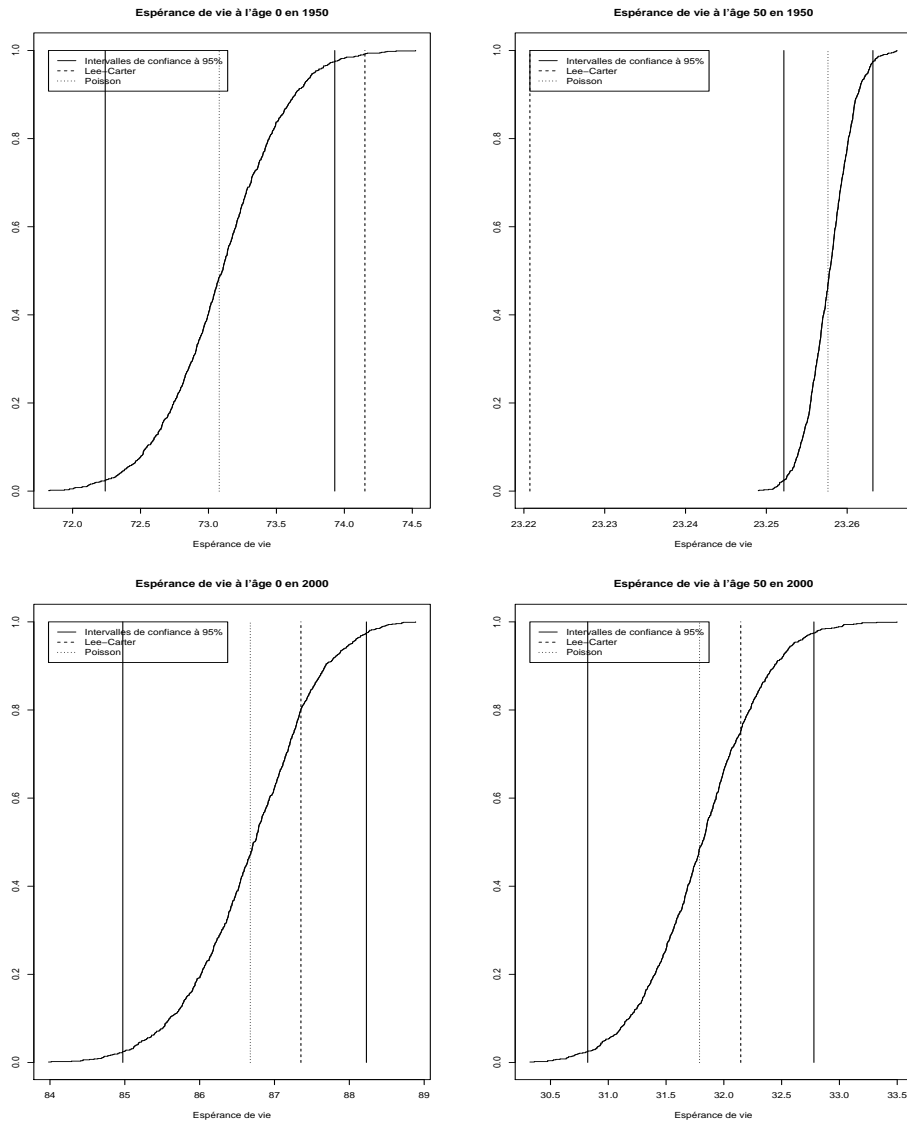 Espérance de vie à l'âge 0 en 1950
Intervalles de confiance à 95%
Lee−Carter
Poisson
0.0 0.2 0.4 0.6 0.8 1.0
72.0 72.5 73.0 73.5 74.0 74.5
Espérance de vie
Espérance de vie à l'âge 50 en 1950
Intervalles de confiance à 95%
Lee−Carter
Poisson
0.0 0.2 0.4 0.6 0.8 1.0
23.22 23.23 23.24 23.25 23.26
Espérance de vie
Espérance de vie à l'âge 0 en 2000
Intervalles de confiance à 95%
Lee−Carter
Poisson
0.0 0.2 0.4 0.6 0.8 1.0
84 85 86 87 88 89
Espérance de vie
Espérance de vie à l'âge 50 en 2000
Intervalles de confiance à 95%
Lee−Carter
Poisson
0.0 0.2 0.4 0.6 0.8 1.0
30.5 31.0 31.5 32.0 32.5 33.0 33.5
Espérance de vie